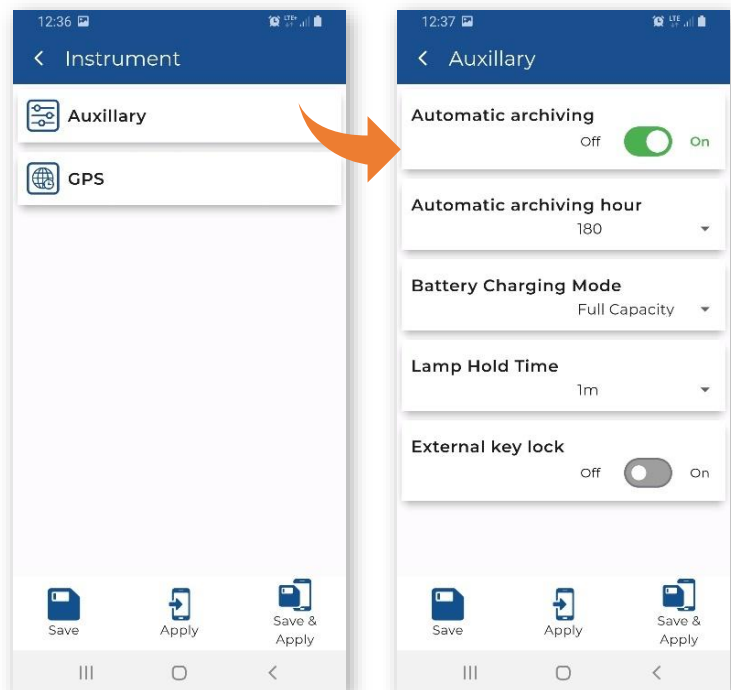 12:36
LTE+
Instrument
Auxillary
GPS
Save
Apply
Save &
Apply
12:37
LTE
Auxillary
Automatic archiving
Off On
Automatic archiving hour
180
Battery Charging Mode
Full Capacity
Lamp Hold Time
1m
External key lock
Off On
Save
Apply
Save &
Apply